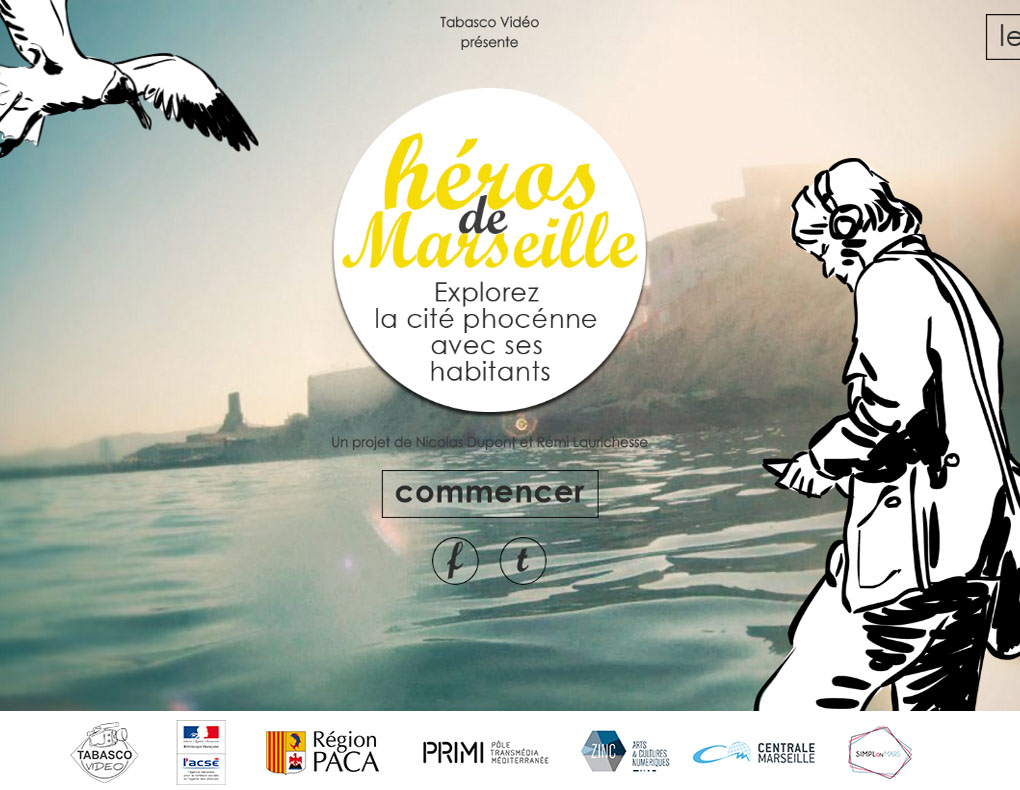 Tabasco Vidéo
présente
le
héros
de
Marseille
Explorez
la cité phocénne
avec ses
habitants
Un projet de Nicolas Dupont et Rémi Laurichesse
commencer
f t
TABASCO
VIDEO
l'acsé
Région
PACA
PRIMI
PÔLE
TRANSMÉDIA
MÉDITERRANÉE
ZINC
ARTS
& CULTURES
NUMÉRIQUES
CENTRALE
MARSEILLE
SIMPLonMARS